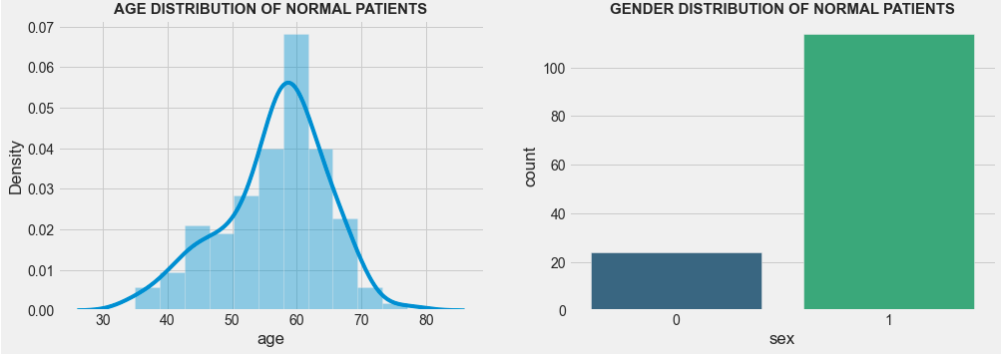 AGE DISTRIBUTION OF NORMAL PATIENTS
0.07
0.06
0.05
0.04
0.03
0.02
0.01
0.00
Density
30 40 50 60 70 80
age
GENDER DISTRIBUTION OF NORMAL PATIENTS
100
80
60
40
20
0
count
0 1
sex